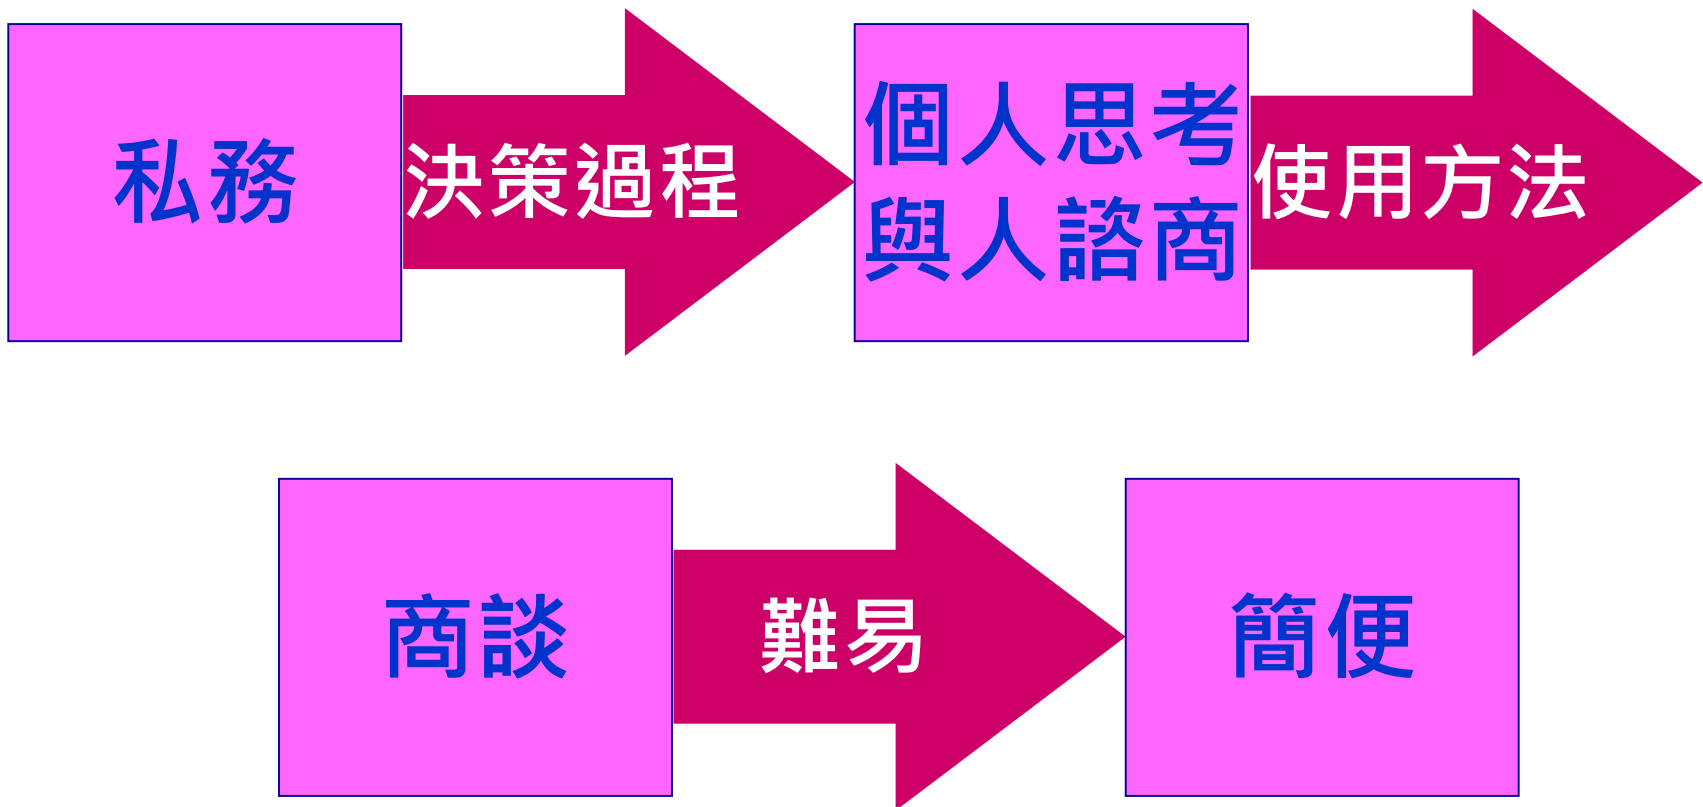 私務
決策過程
個人思考
與人諮商
使用方法
商談
難易
簡便